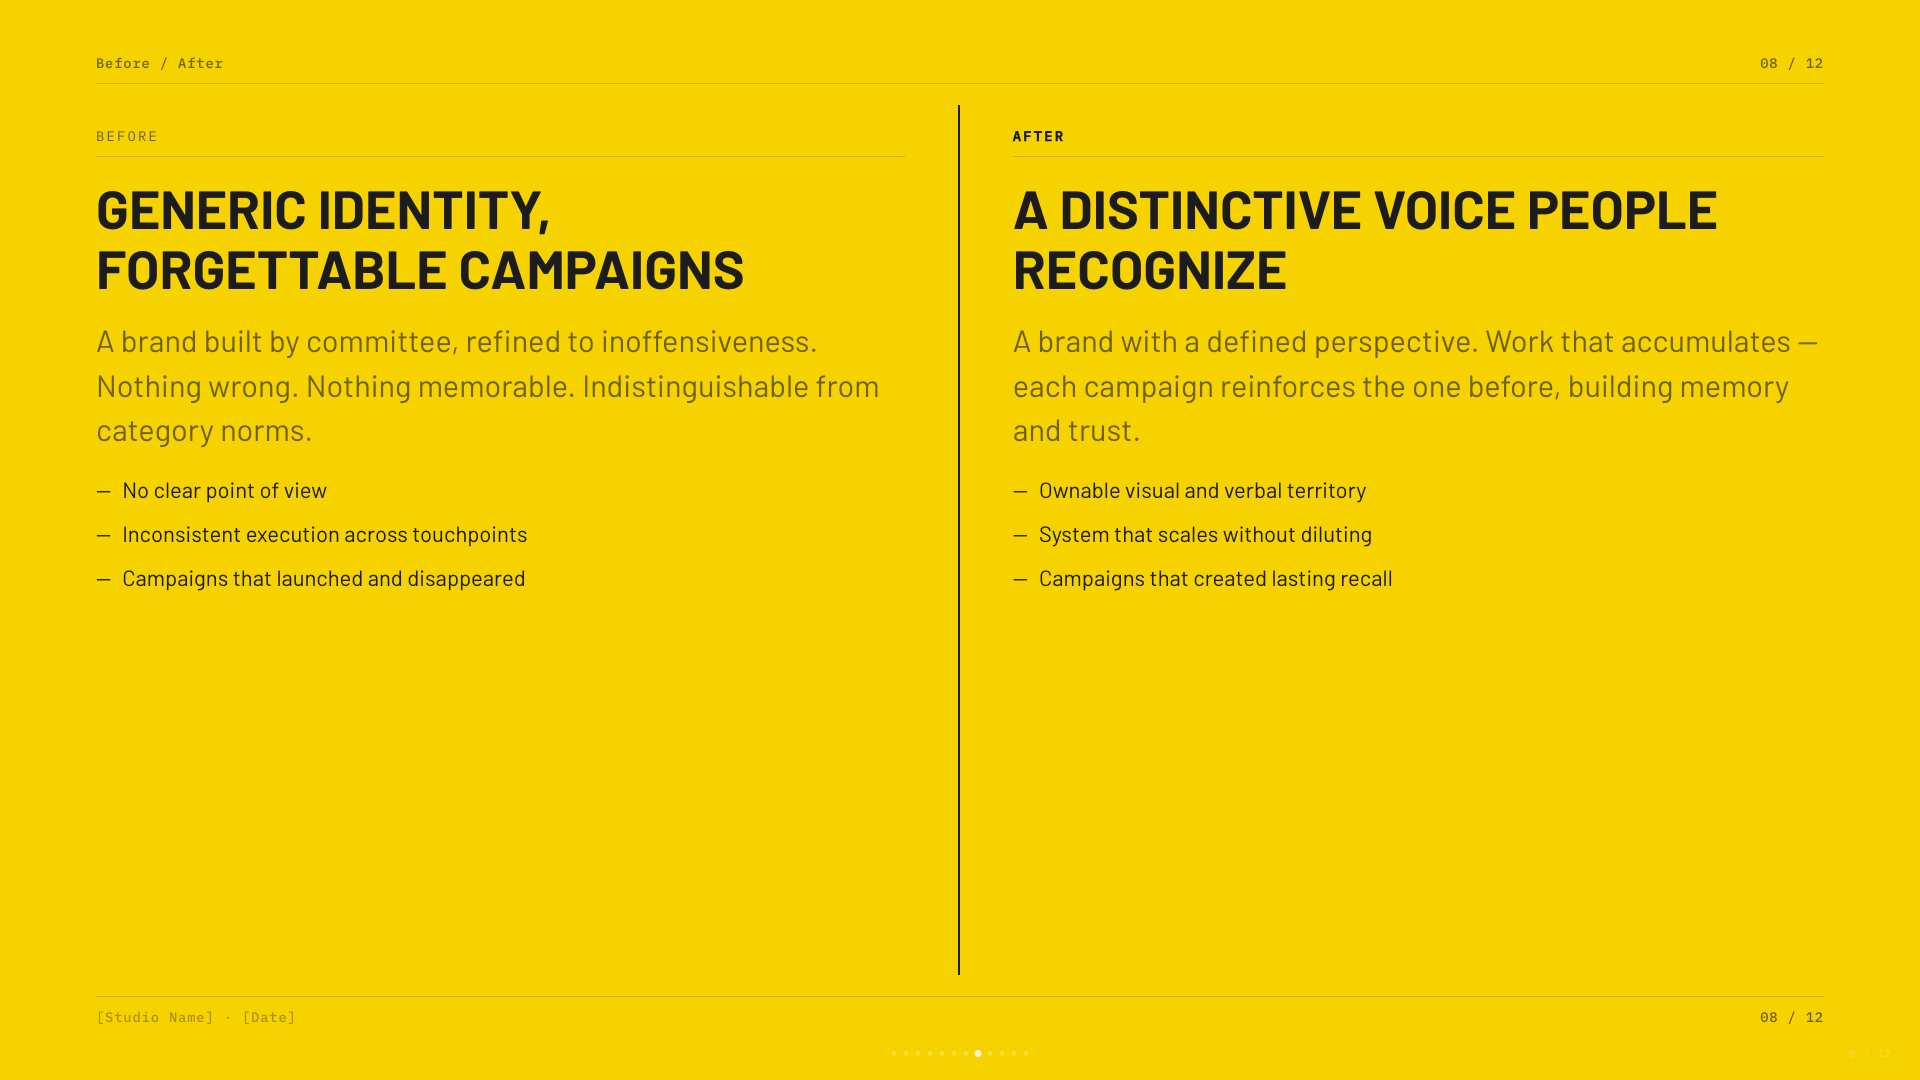 Before / After
08 / 12
BEFORE
GENERIC IDENTITY,
FORGETTABLE CAMPAIGNS
A brand built by committee, refined to inoffensiveness.
Nothing wrong. Nothing memorable. Indistinguishable from
category norms.
— No clear point of view
— Inconsistent execution across touchpoints
— Campaigns that launched and disappeared
AFTER
A DISTINCTIVE VOICE PEOPLE
RECOGNIZE
A brand with a defined perspective. Work that accumulates —
each campaign reinforces the one before, building memory
and trust.
— Ownable visual and verbal territory
— System that scales without diluting
— Campaigns that created lasting recall
[Studio Name] · [Date]
08 / 12
8 / 12